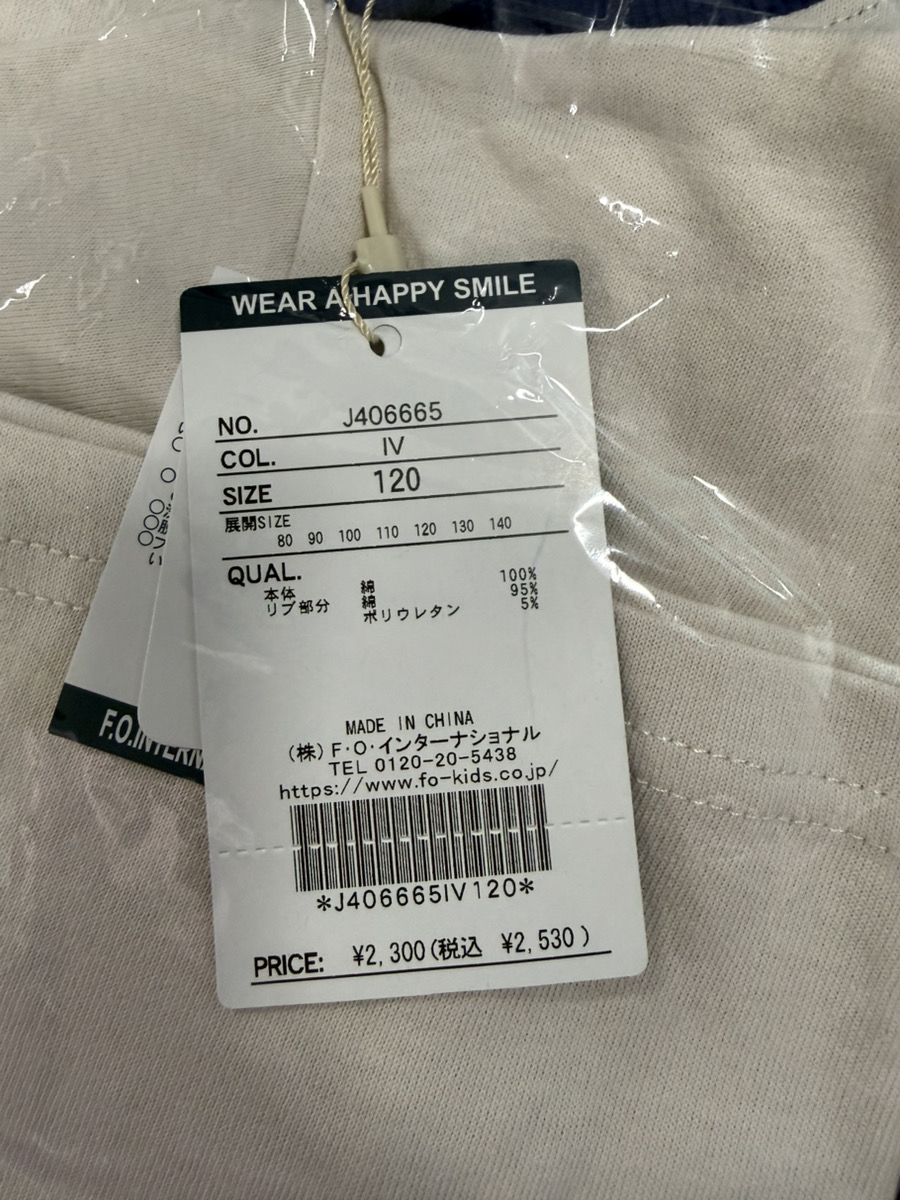 WEAR A HAPPY SMILE
NO. J406665
COL. IV
SIZE 120
展開SIZE
80 90 100 110 120 130 140
QUAL.
本体 綿 100%
リブ部分 綿 95%
ポリウレタン 5%
MADE IN CHINA
(株)F・O・インターナショナル
TEL 0120-20-5438
https://www.fo-kids.co.jp/
*J406665IV120*
PRICE: ¥2,300(税込 ¥2,530)
F.O.INTERN